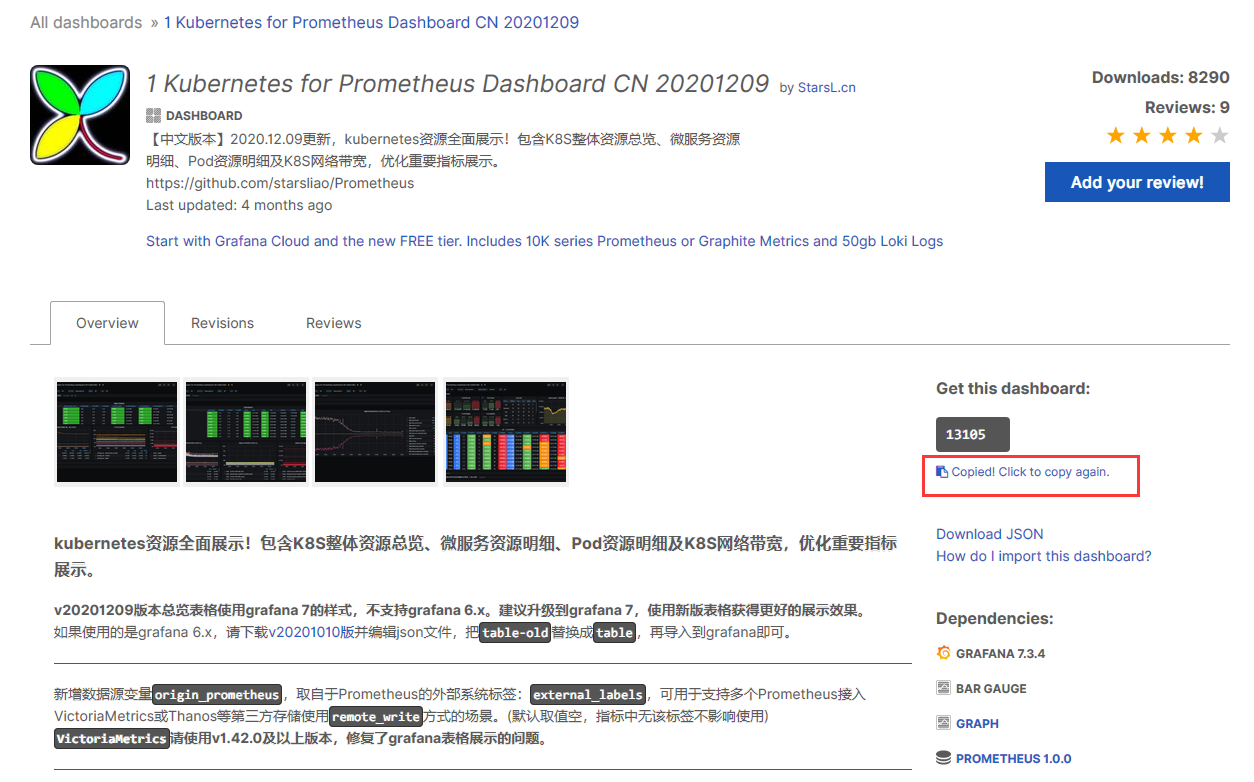 All dashboards » 1 Kubernetes for Prometheus Dashboard CN 20201209
1 Kubernetes for Prometheus Dashboard CN 20201209 by StarsL.cn
DASHBOARD
【中文版本】2020.12.09更新，kubernetes资源全面展示！包含K8S整体资源总览、微服务资源
明细、Pod资源明细及K8S网络带宽，优化重要指标展示。
https://github.com/starsliao/Prometheus
Last updated: 4 months ago
Start with Grafana Cloud and the new FREE tier. Includes 10K series Prometheus or Graphite Metrics and 50gb Loki Logs
Downloads: 8290
Reviews: 9
Add your review!
Overview Revisions Reviews
kubernetes资源全面展示！包含K8S整体资源总览、微服务资源明细、Pod资源明细及K8S网络带宽，优化重要指标
展示。
v20201209版本总览表格使用grafana 7的样式，不支持grafana 6.x。建议升级到grafana 7，使用新版表格获得更好的展示效果。
如果使用的是grafana 6.x，请下载v20201010版并编辑json文件，把table-old替换成table，再导入到grafana即可。
新增数据源变量origin_prometheus，取自于Prometheus的外部系统标签：external_labels，可用于支持多个Prometheus接入
VictoriaMetrics或Thanos等第三方存储使用remote_write方式的场景。(默认取值空，指标中无该标签不影响使用)
VictoriaMetrics请使用v1.42.0及以上版本，修复了grafana表格展示的问题。
Get this dashboard:
13105
Copied! Click to copy again.
Download JSON
How do I import this dashboard?
Dependencies:
GRAFANA 7.3.4
BAR GAUGE
GRAPH
PROMETHEUS 1.0.0